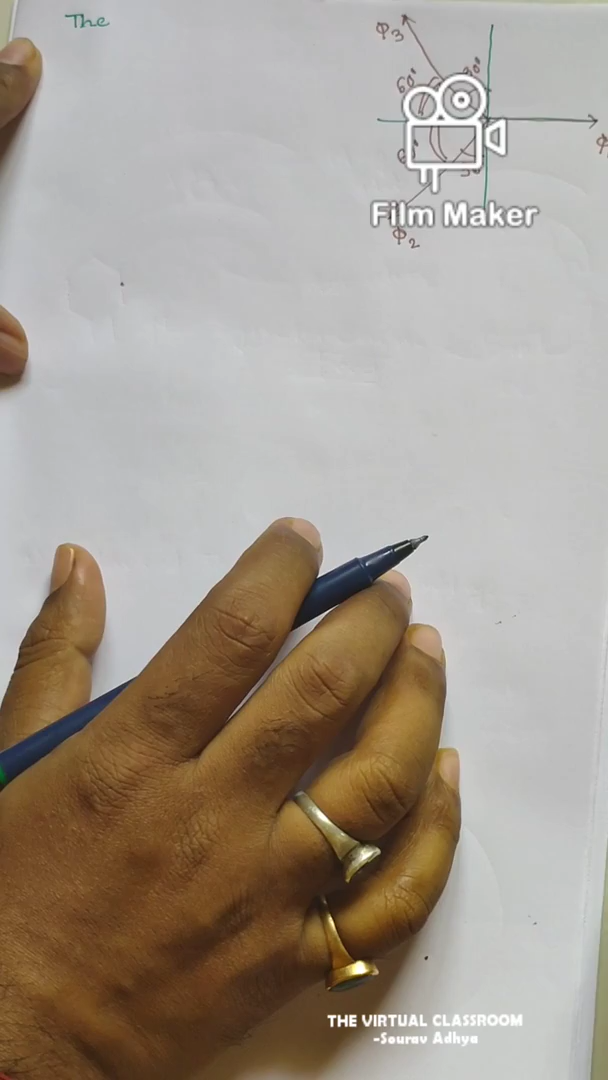 The
Φ3
30°
60°
Φ
Φ2
Film Maker
THE VIRTUAL CLASSROOM
-Sourav Adhya